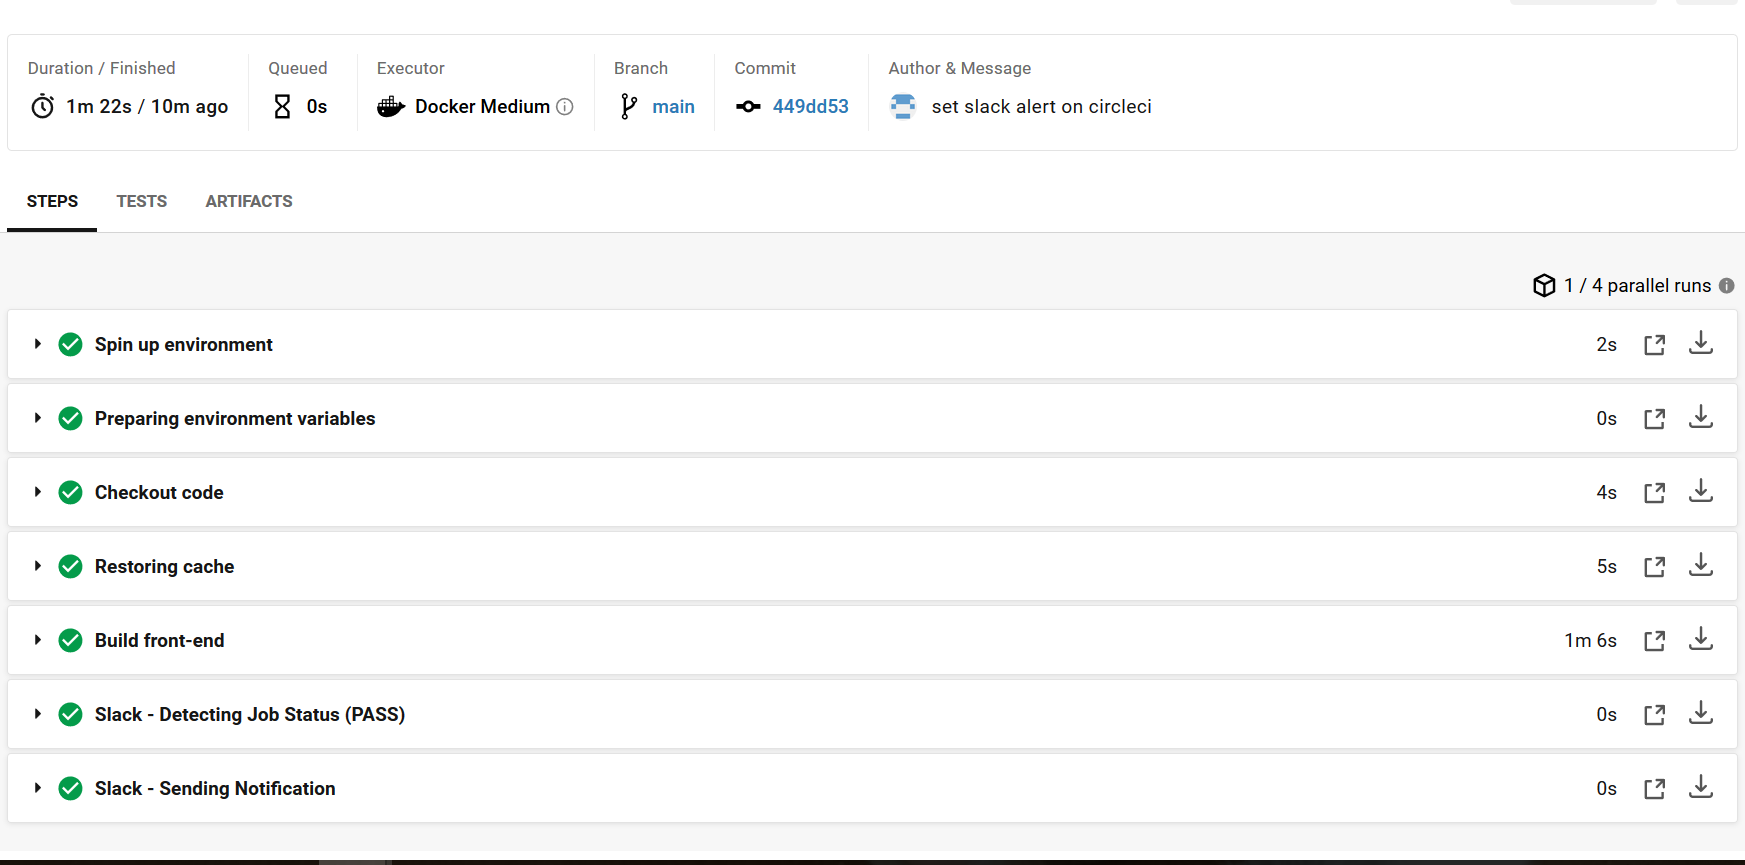 Duration / Finished
1m 22s / 10m ago
Queued
0s
Executor
Docker Medium
Branch
main
Commit
449dd53
Author & Message
set slack alert on circleci
STEPS TESTS ARTIFACTS
1 / 4 parallel runs
Spin up environment 2s
Preparing environment variables 0s
Checkout code 4s
Restoring cache 5s
Build front-end 1m 6s
Slack - Detecting Job Status (PASS) 0s
Slack - Sending Notification 0s